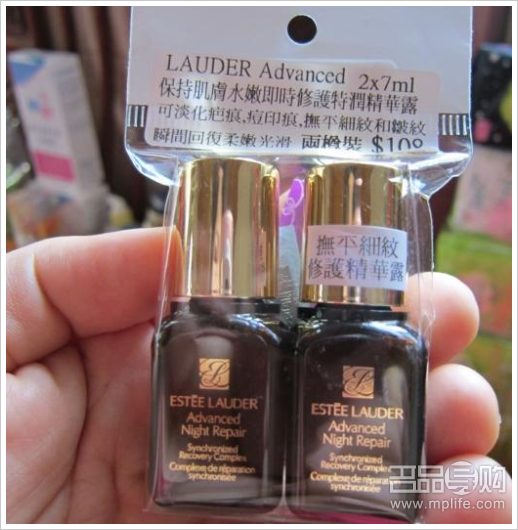 LAUDER Advanced 2x7ml
保持肌膚水嫩即時修護特潤精華露
可淡化疤痕,痘印痕,撫平細紋和皺紋
瞬間回復柔嫩光滑 两樽裝 $108
撫平細紋
修護精華露
ESTĒE LAUDER
Advanced
Night Repair
Synchronized
Recovery Complex
Complexe de réparation
synchronisée
ESTĒE LAUDER
Advanced
Night Repair
Synchronized
Recovery Complex
Complexe de réparation
synchronisée
巴品导购
www.mplife.com